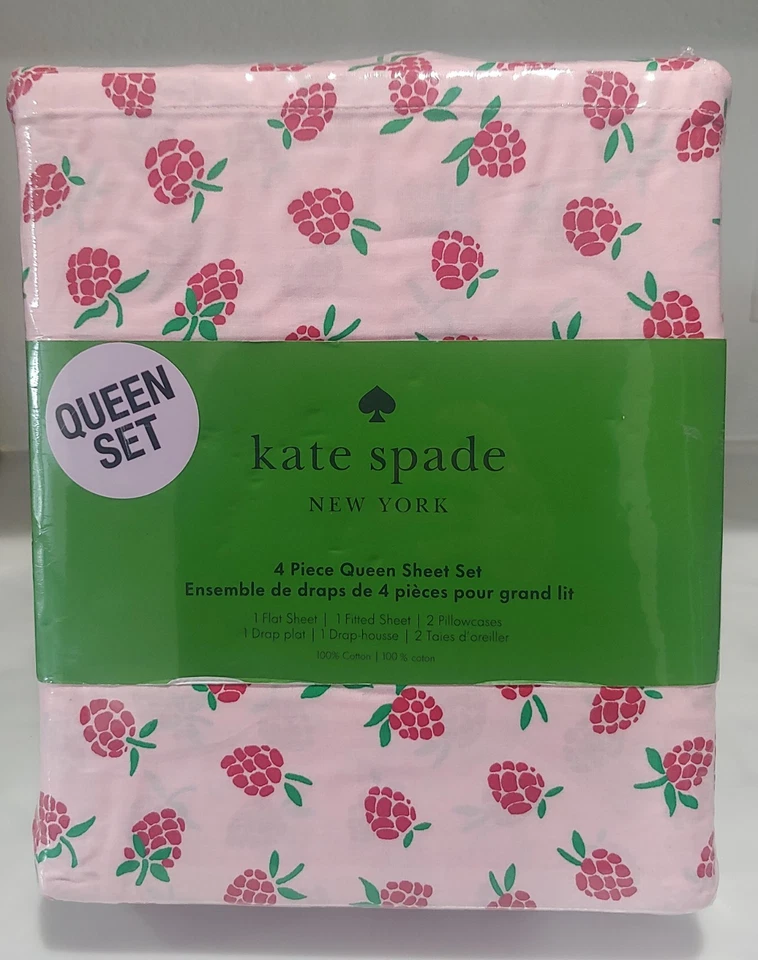 QUEEN
SET
kate spade
NEW YORK
4 Piece Queen Sheet Set
Ensemble de draps de 4 pièces pour grand lit
1 Flat Sheet | 1 Fitted Sheet | 2 Pillowcases
1 Drap plat | 1 Drap-housse | 2 Taies d'oreiller
100% Cotton | 100 % coton